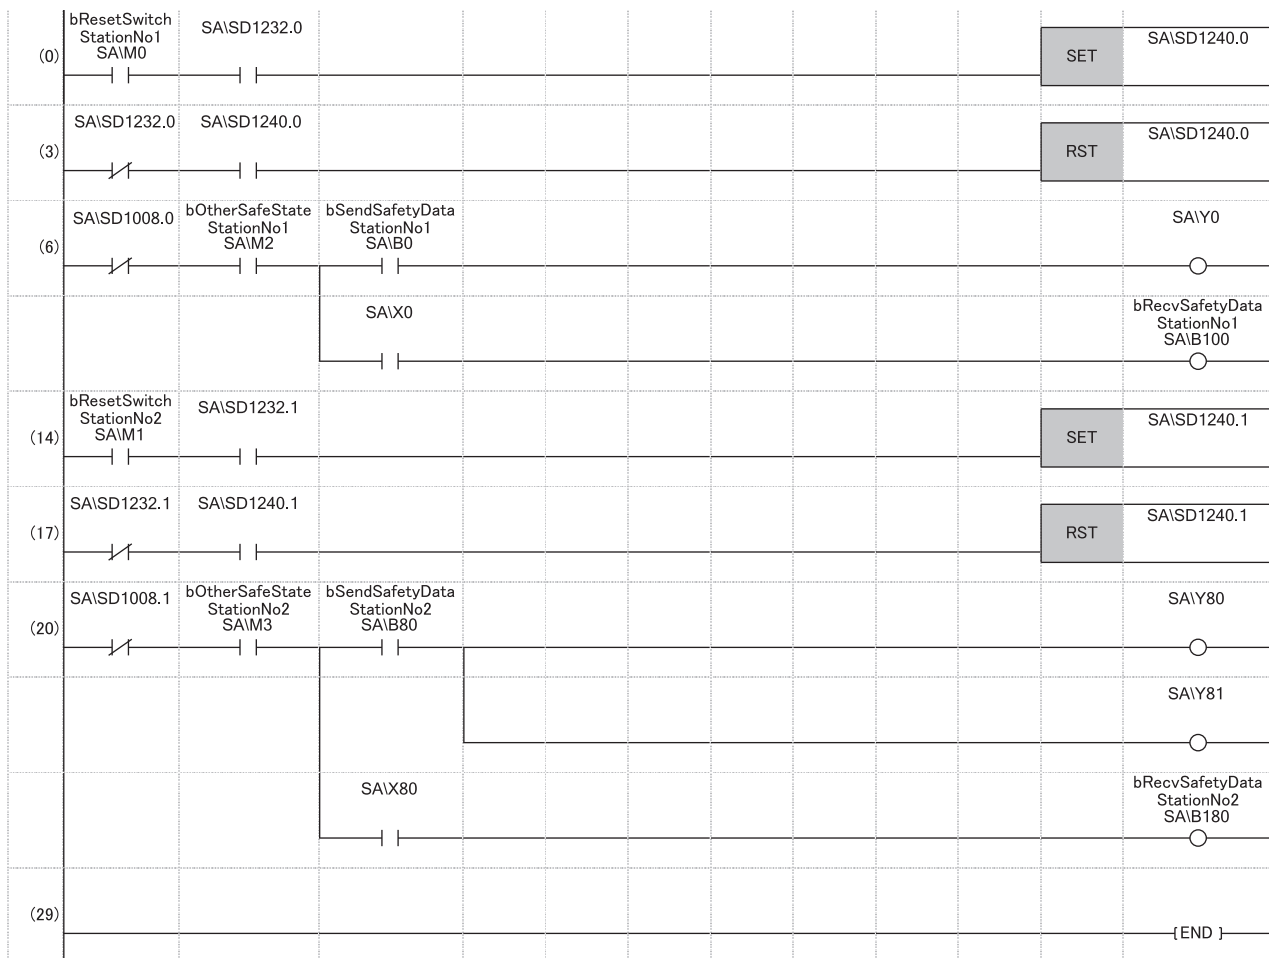 bResetSwitch
StationNo1
SA\M0
SA\SD1232.0
SA\SD1240.0
(0)
SET
SA\SD1232.0
SA\SD1240.0
SA\SD1240.0
(3)
RST
SA\SD1008.0
bOtherSafeState
StationNo1
SA\M2
bSendSafetyData
StationNo1
SA\B0
SA\Y0
(6)
SA\X0
bRecvSafetyData
StationNo1
SA\B100
bResetSwitch
StationNo2
SA\M1
SA\SD1232.1
SA\SD1240.1
(14)
SET
SA\SD1232.1
SA\SD1240.1
SA\SD1240.1
(17)
RST
SA\SD1008.1
bOtherSafeState
StationNo2
SA\M3
bSendSafetyData
StationNo2
SA\B80
SA\Y80
(20)
SA\Y81
SA\X80
bRecvSafetyData
StationNo2
SA\B180
(29)
[END ]